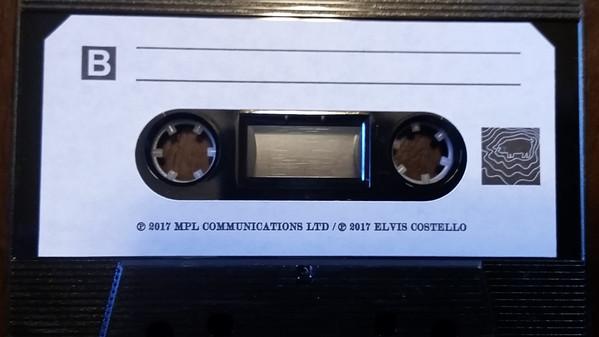 B
℗ 2017 MPL COMMUNICATIONS LTD / ℗ 2017 ELVIS COSTELLO